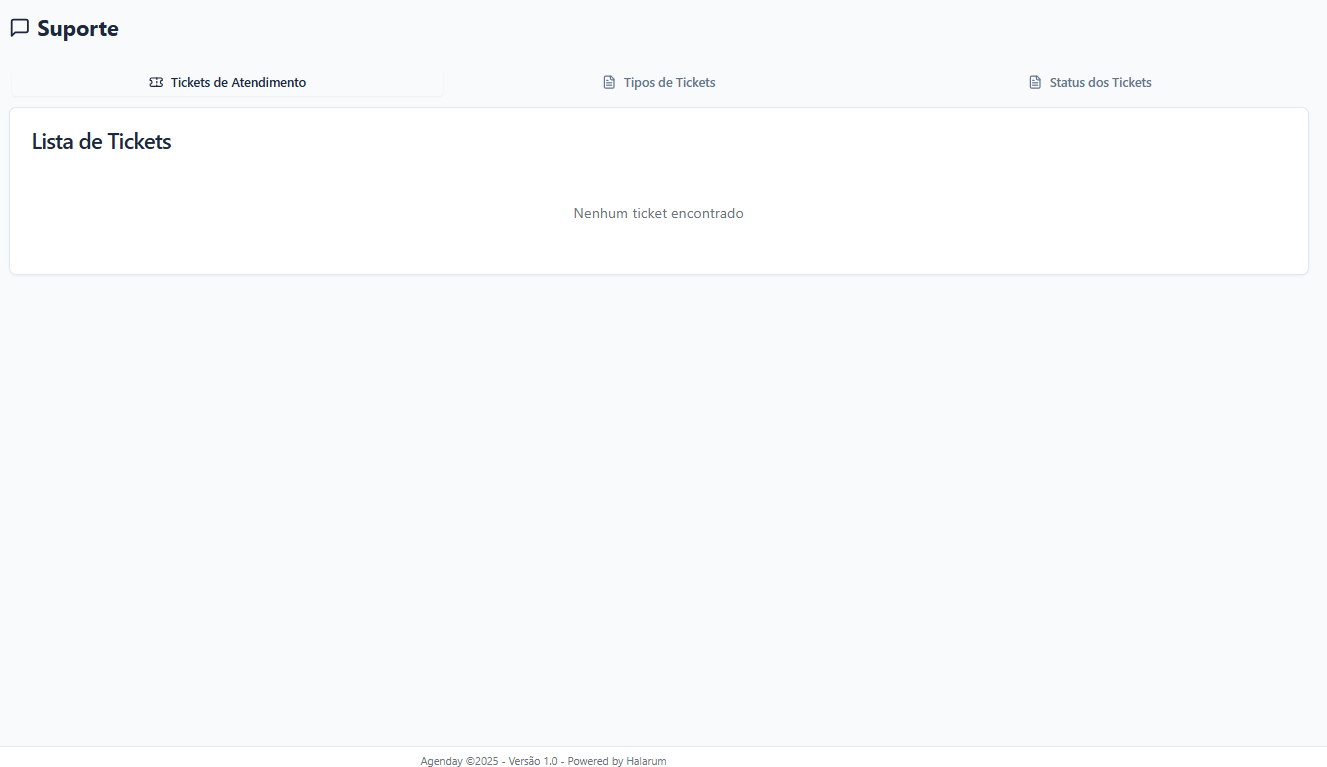 Suporte
Tickets de Atendimento
Tipos de Tickets
Status dos Tickets
Lista de Tickets
Nenhum ticket encontrado
Agenday ©2025 - Versão 1.0 - Powered by Halarum